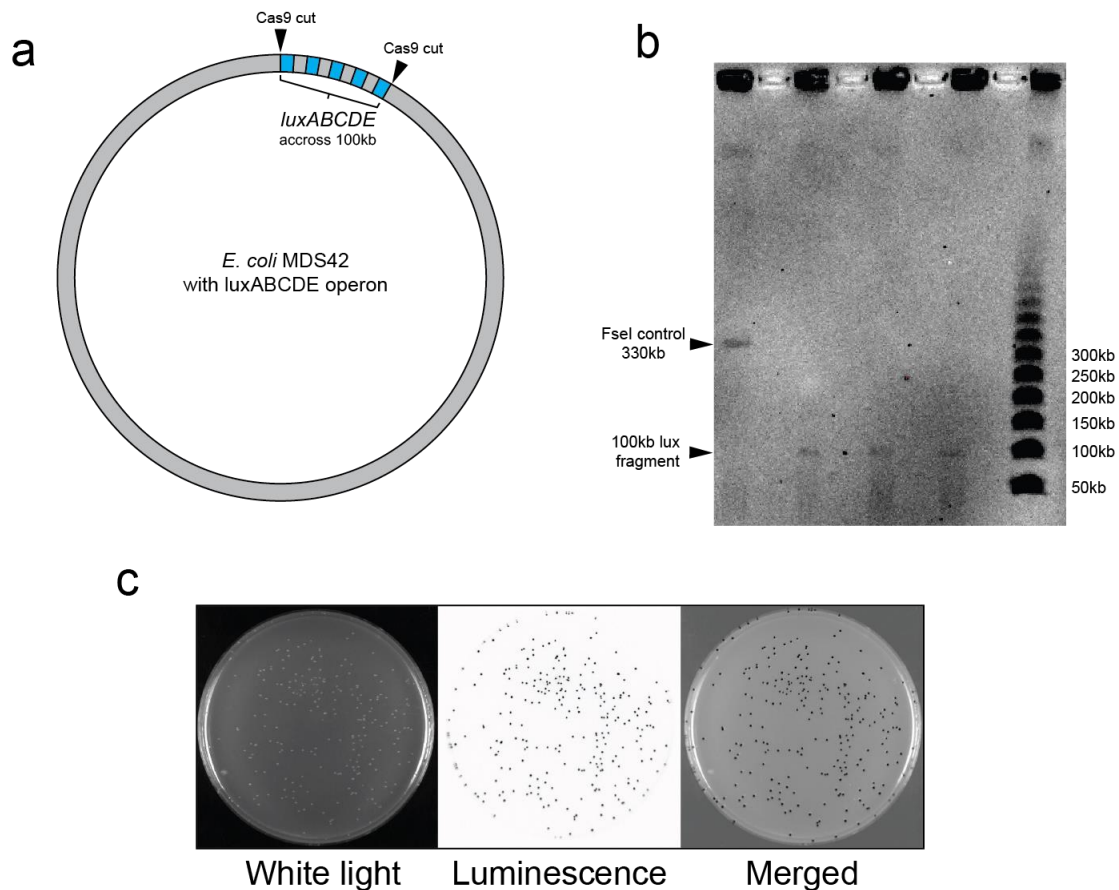 a
Cas9 cut
Cas9 cut
luxABCDE
accross 100kb
E. coli MDS42
with luxABCDE operon
b
FseI control
330kb
100kb lux
fragment
300kb
250kb
200kb
150kb
100kb
50kb
c
White light
Luminescence
Merged